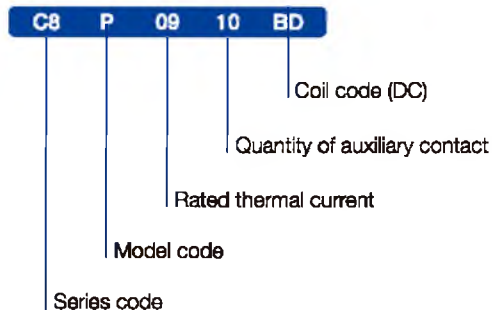 C8 P 09 10 BD
Coil code (DC)
Quantity of auxiliary contact
Rated thermal current
Model code
Series code